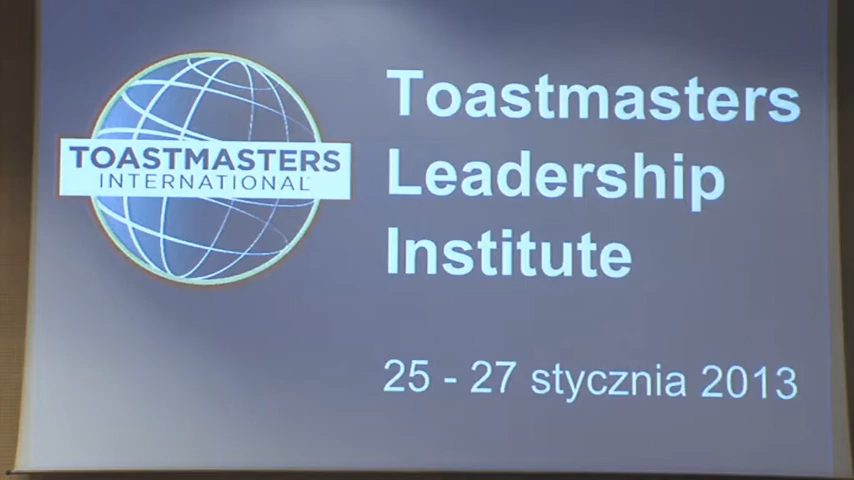 TOASTMASTERS
INTERNATIONAL
Toastmasters
Leadership
Institute
25 - 27 stycznia 2013